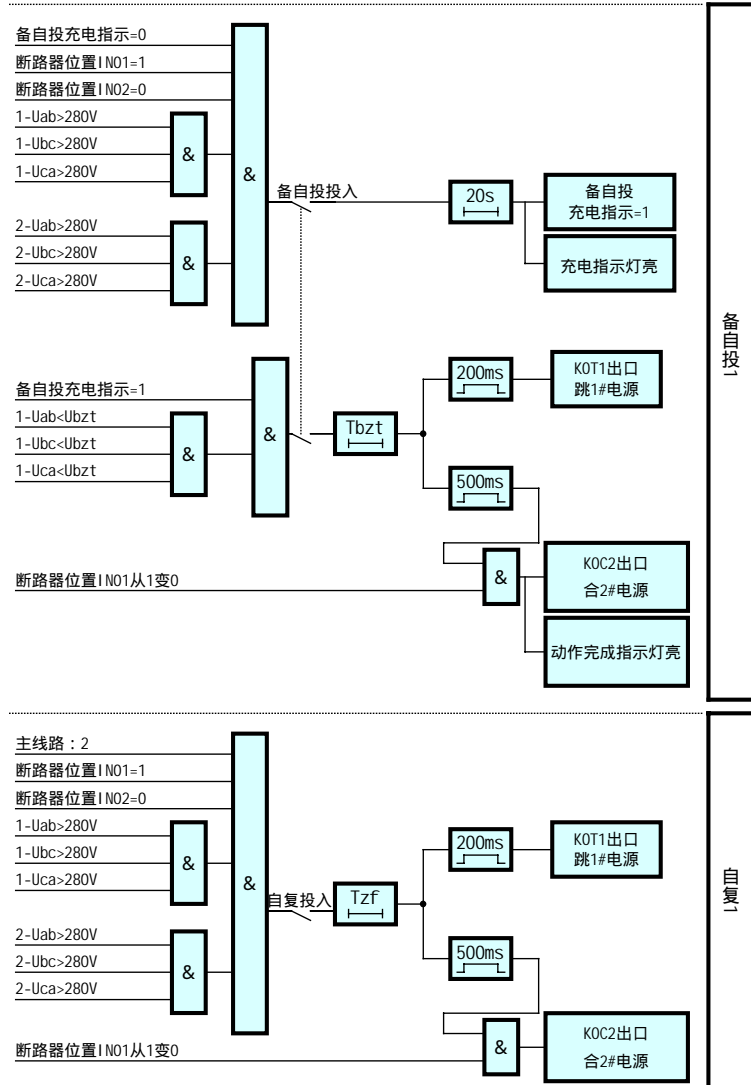 备自投充电指示=0
断路器位置IN01=1
断路器位置IN02=0
1-Uab>280V
1-Ubc>280V
1-Uca>280V
&
&
2-Uab>280V
2-Ubc>280V
2-Uca>280V
&
备自投投入
20s
备自投
充电指示=1
充电指示灯亮
备自投1
备自投充电指示=1
1-Uab<Ubzt
1-Ubc<Ubzt
1-Uca<Ubzt
&
&
Tbzt
200ms
KOT1出口
跳1#电源
500ms
断路器位置IN01从1变0
&
KOC2出口
合2#电源
动作完成指示灯亮
主线路：2
断路器位置IN01=1
断路器位置IN02=0
1-Uab>280V
1-Ubc>280V
1-Uca>280V
&
&
2-Uab>280V
2-Ubc>280V
2-Uca>280V
&
自复投入
Tzf
200ms
KOT1出口
跳1#电源
500ms
自复1
断路器位置IN01从1变0
&
KOC2出口
合2#电源